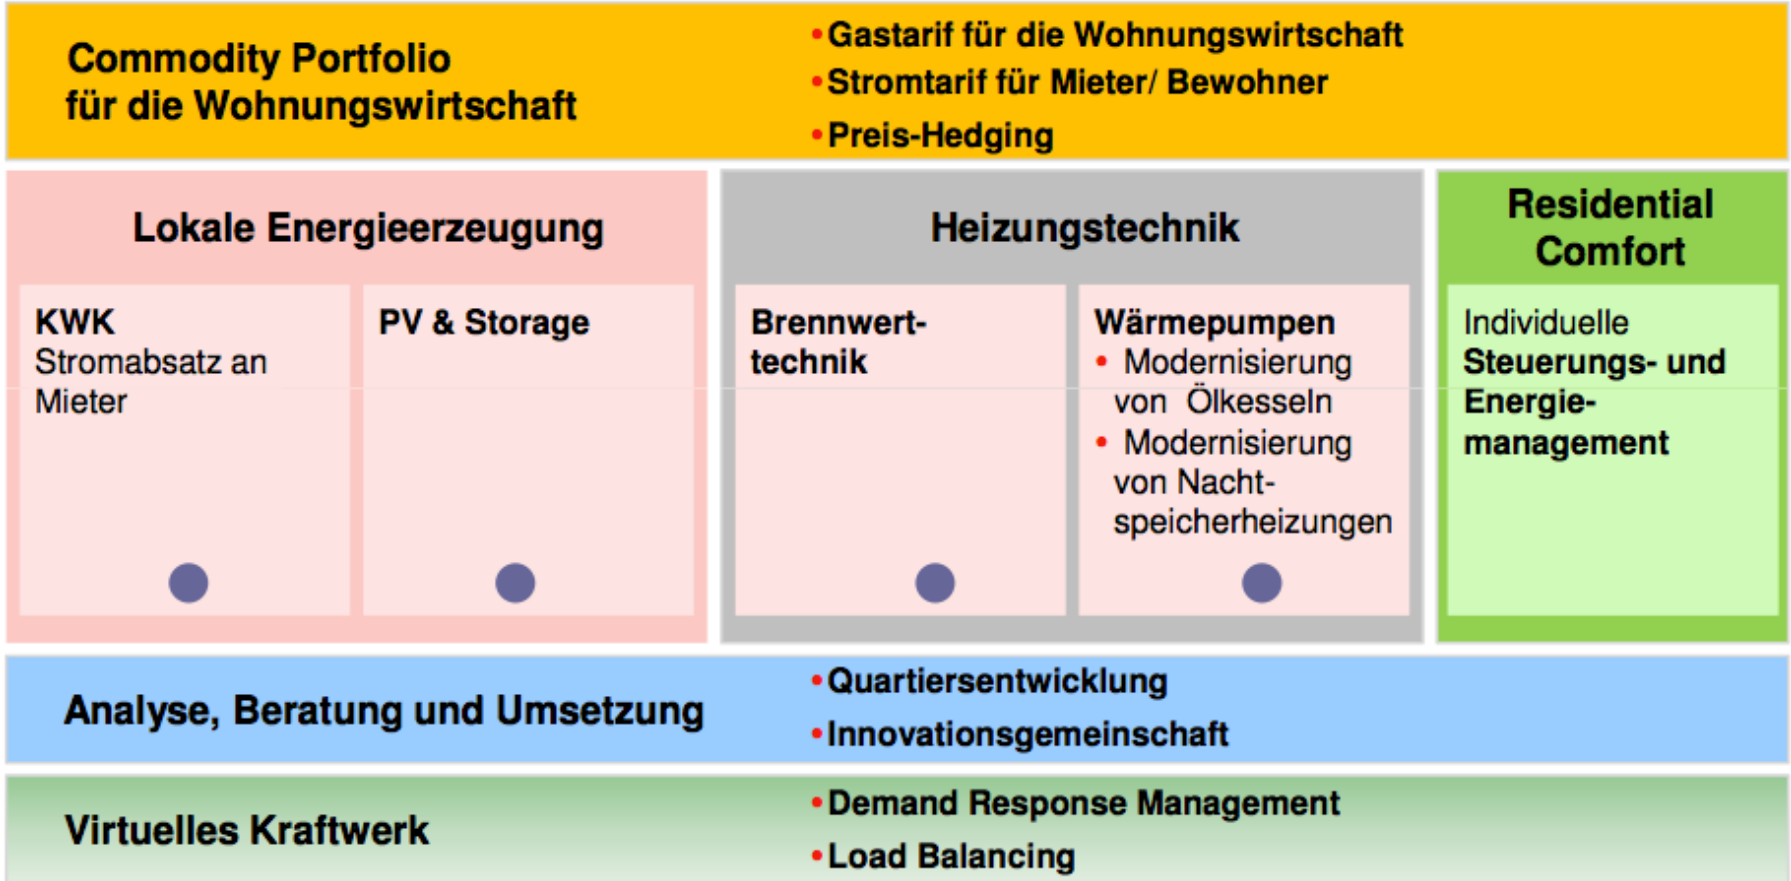 Commodity Portfolio
für die Wohnungswirtschaft
•Gastarif für die Wohnungswirtschaft
•Stromtarif für Mieter/ Bewohner
•Preis-Hedging
Lokale Energieerzeugung
KWK
Stromabsatz an
Mieter
PV & Storage
Heizungstechnik
Brennwert-
technik
Wärmepumpen
• Modernisierung
von Ölkesseln
• Modernisierung
von Nacht-
speicherheizungen
Residential
Comfort
Individuelle
Steuerungs- und
Energie-
management
Analyse, Beratung und Umsetzung
•Quartiersentwicklung
•Innovationsgemeinschaft
Virtuelles Kraftwerk
•Demand Response Management
•Load Balancing